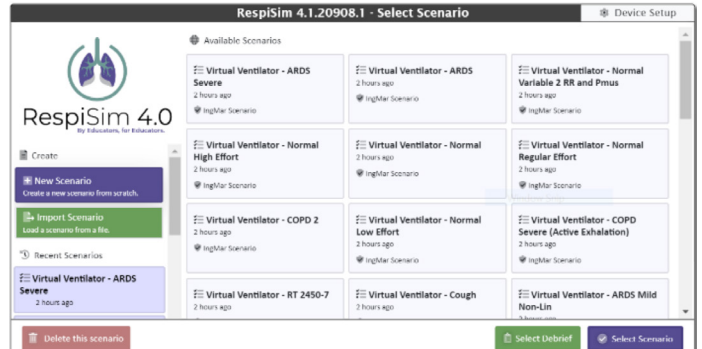 RespiSim 4.1.20908.1 - Select Scenario
Device Setup
RespiSim 4.0
By Educators, for Educators.
Create
New Scenario
Create a new scenario from scratch.
Import Scenario
Load a scenario from a file.
Recent Scenarios
Virtual Ventilator - ARDS
Severe
2 hours ago
Available Scenarios
Virtual Ventilator - ARDS
Severe
2 hours ago
IngMar Scenario
Virtual Ventilator - ARDS
2 hours ago
IngMar Scenario
Virtual Ventilator - Normal
Variable 2 RR and Pmus
2 hours ago
IngMar Scenario
Virtual Ventilator - Normal
High Effort
2 hours ago
IngMar Scenario
Virtual Ventilator - Normal
2 hours ago
IngMar Scenario
Virtual Ventilator - Normal
Regular Effort
2 hours ago
IngMar Scenario
Virtual Ventilator - COPD 2
2 hours ago
IngMar Scenario
Virtual Ventilator - Normal
Low Effort
2 hours ago
IngMar Scenario
Virtual Ventilator - COPD
Severe (Active Exhalation)
2 hours ago
IngMar Scenario
Virtual Ventilator - RT 2450-7
2 hours ago
Virtual Ventilator - Cough
2 hours ago
Virtual Ventilator - ARDS Mild
Non-Lin
Delete this scenario
Select Debrief
Select Scenario